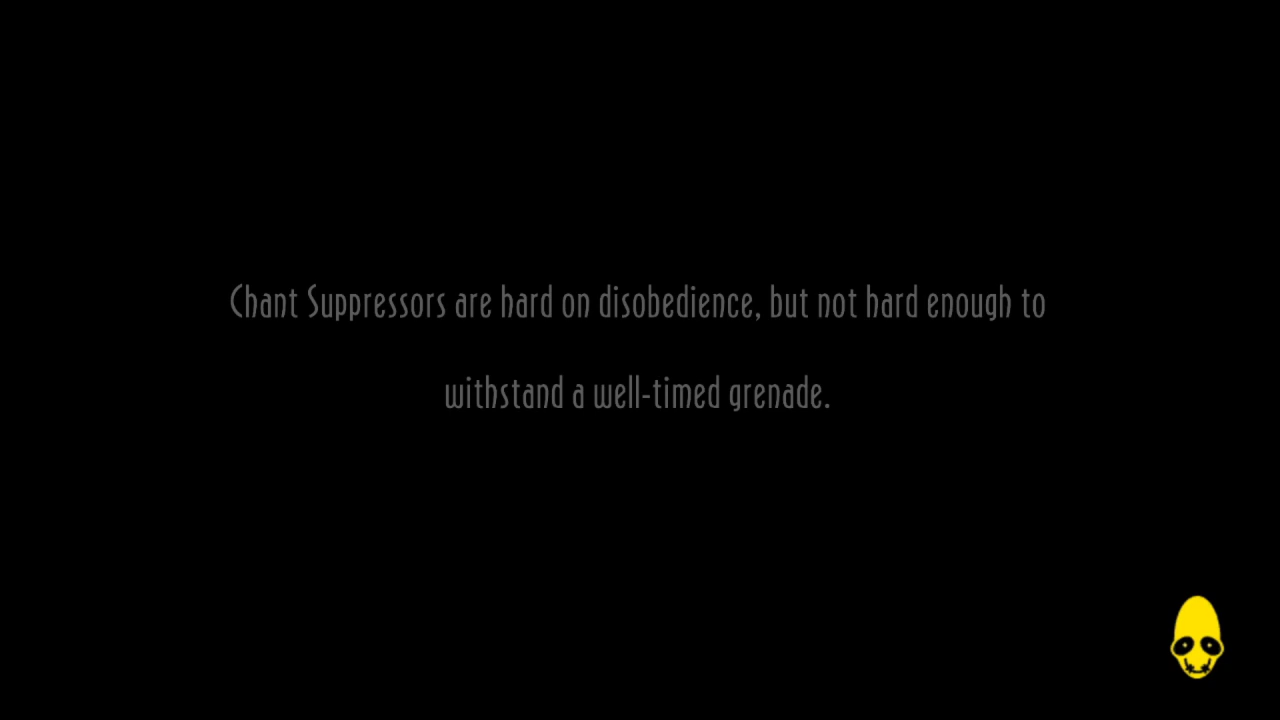 Chant Suppressors are hard on disobedience, but not hard enough to
withstand a well-timed grenade.